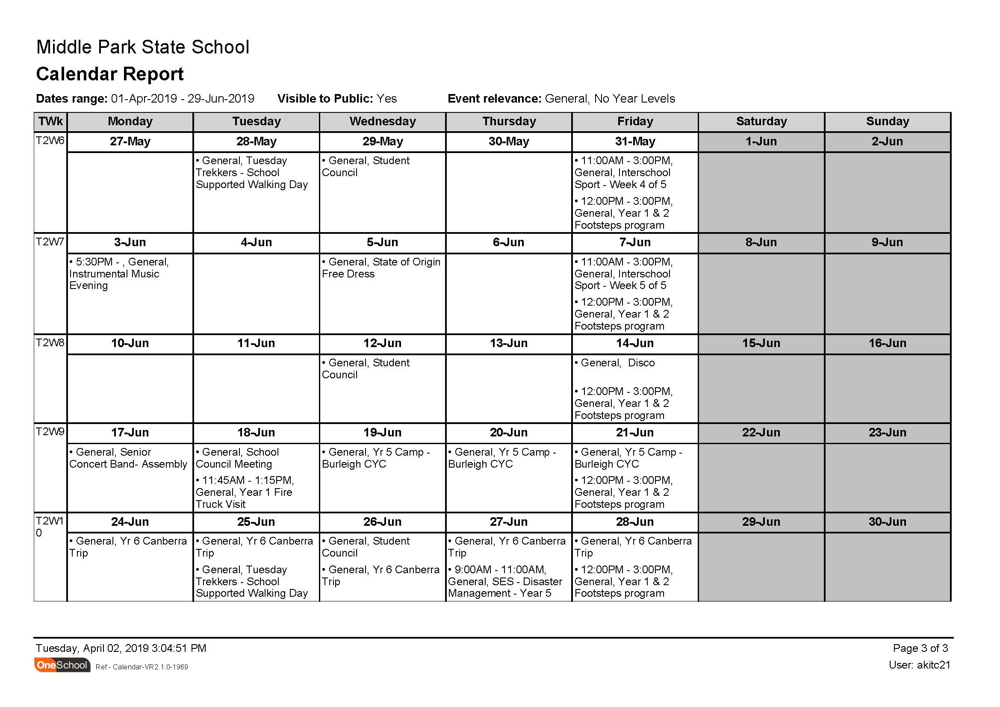 Middle Park State School
Calendar Report
Dates range: 01-Apr-2019 - 29-Jun-2019 Visible to Public: Yes Event relevance: General, No Year Levels
TWk Monday Tuesday Wednesday Thursday Friday Saturday Sunday
T2W6 27-May 28-May 29-May 30-May 31-May 1-Jun 2-Jun
• General, Tuesday
Trekkers - School
Supported Walking Day
• General, Student
Council
• 11:00AM - 3:00PM,
General, Interschool
Sport - Week 4 of 5
• 12:00PM - 3:00PM,
General, Year 1 & 2
Footsteps program
T2W7 3-Jun 4-Jun 5-Jun 6-Jun 7-Jun 8-Jun 9-Jun
• 5:30PM - , General,
Instrumental Music
Evening
• General, State of Origin
Free Dress
• 11:00AM - 3:00PM,
General, Interschool
Sport - Week 5 of 5
• 12:00PM - 3:00PM,
General, Year 1 & 2
Footsteps program
T2W8 10-Jun 11-Jun 12-Jun 13-Jun 14-Jun 15-Jun 16-Jun
• General, Student
Council
• General, Disco
• 12:00PM - 3:00PM,
General, Year 1 & 2
Footsteps program
T2W9 17-Jun 18-Jun 19-Jun 20-Jun 21-Jun 22-Jun 23-Jun
• General, Senior
Concert Band- Assembly
• General, School
Council Meeting
• 11:45AM - 1:15PM,
General, Year 1 Fire
Truck Visit
• General, Yr 5 Camp -
Burleigh CYC
• General, Yr 5 Camp -
Burleigh CYC
• General, Yr 5 Camp -
Burleigh CYC
• 12:00PM - 3:00PM,
General, Year 1 & 2
Footsteps program
T2W1 24-Jun 25-Jun 26-Jun 27-Jun 28-Jun 29-Jun 30-Jun
0
• General, Yr 6 Canberra
Trip
• General, Yr 6 Canberra
Trip
• General, Tuesday
Trekkers - School
Supported Walking Day
• General, Student
Council
• General, Yr 6 Canberra
Trip
• General, Yr 6 Canberra
Trip
• 9:00AM - 11:00AM,
General, SES - Disaster
Management - Year 5
• General, Yr 6 Canberra
Trip
• 12:00PM - 3:00PM,
General, Year 1 & 2
Footsteps program
Tuesday, April 02, 2019 3:04:51 PM Page 3 of 3
OneSchool Ref - Calendar-VR2.1.0-1969 User: akitc21